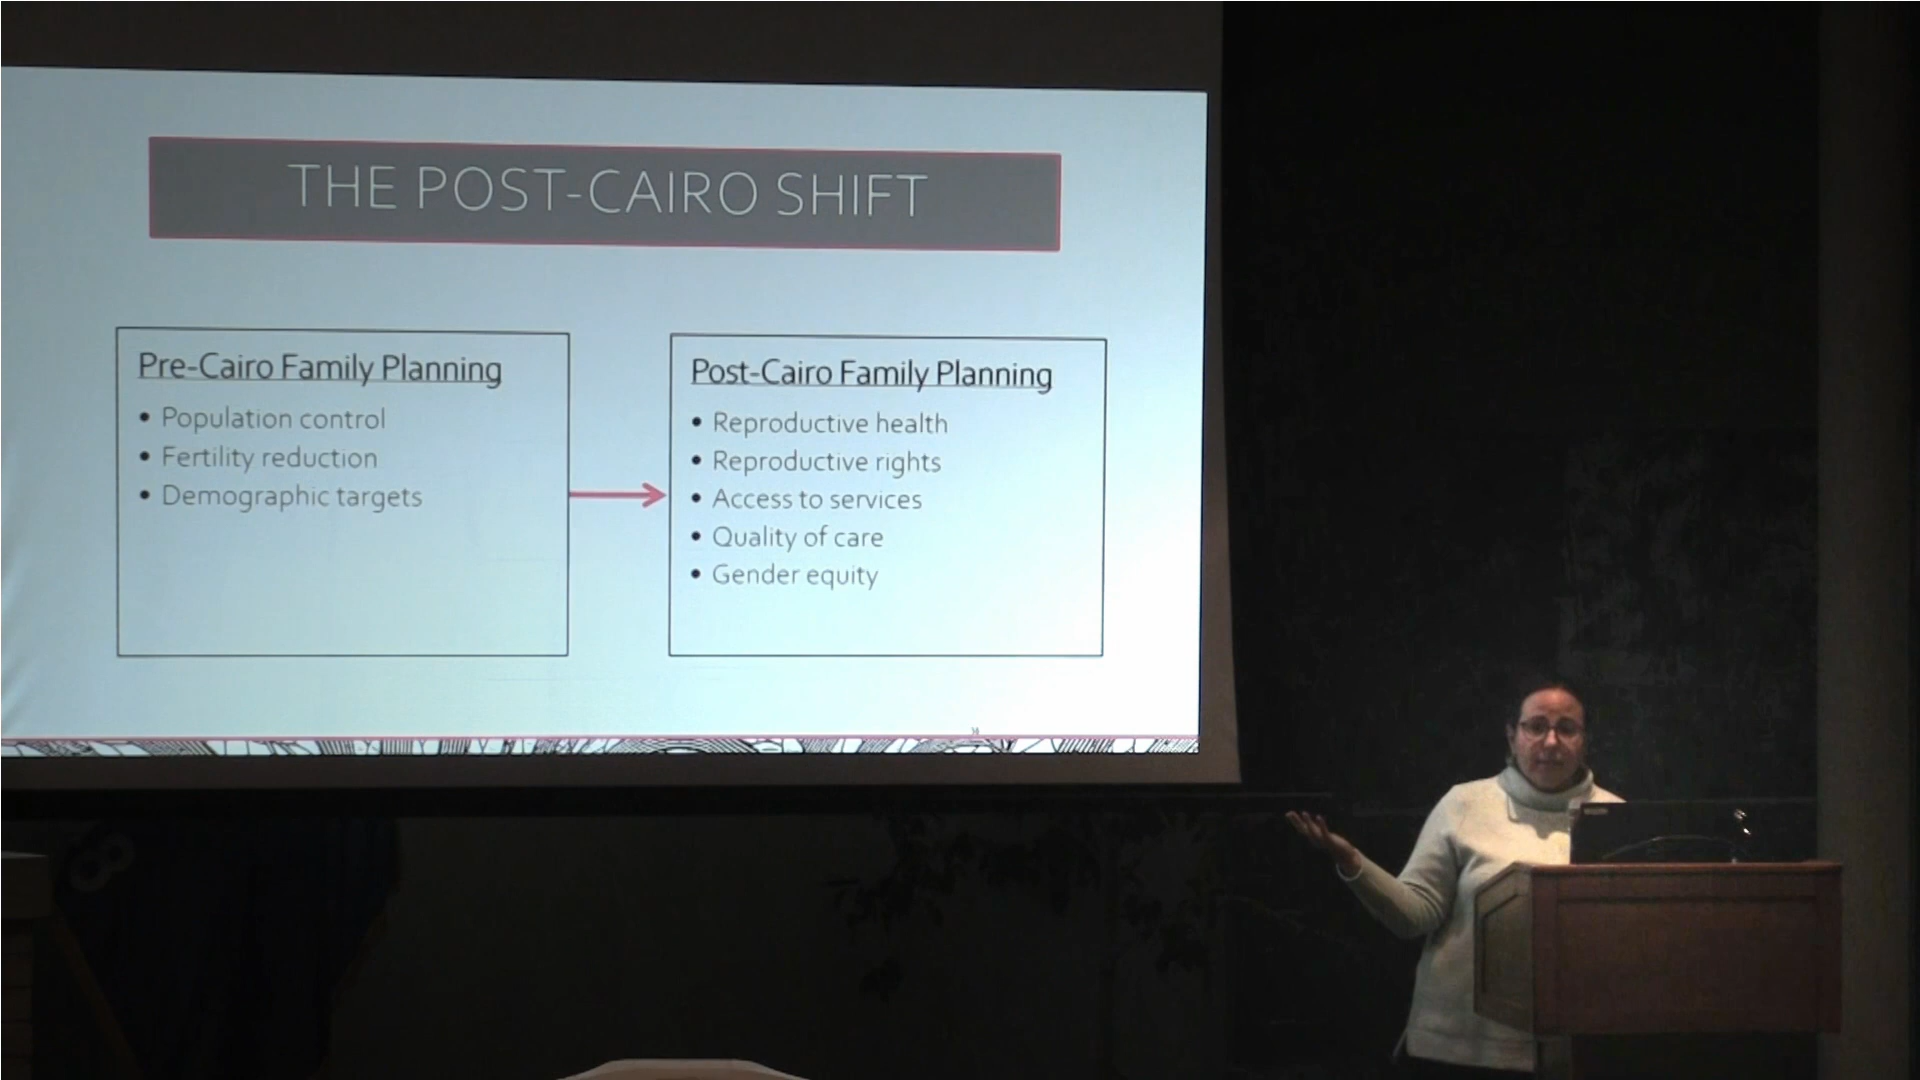 THE POST-CAIRO SHIFT
Pre-Cairo Family Planning
• Population control
• Fertility reduction
• Demographic targets
Post-Cairo Family Planning
• Reproductive health
• Reproductive rights
• Access to services
• Quality of care
• Gender equity